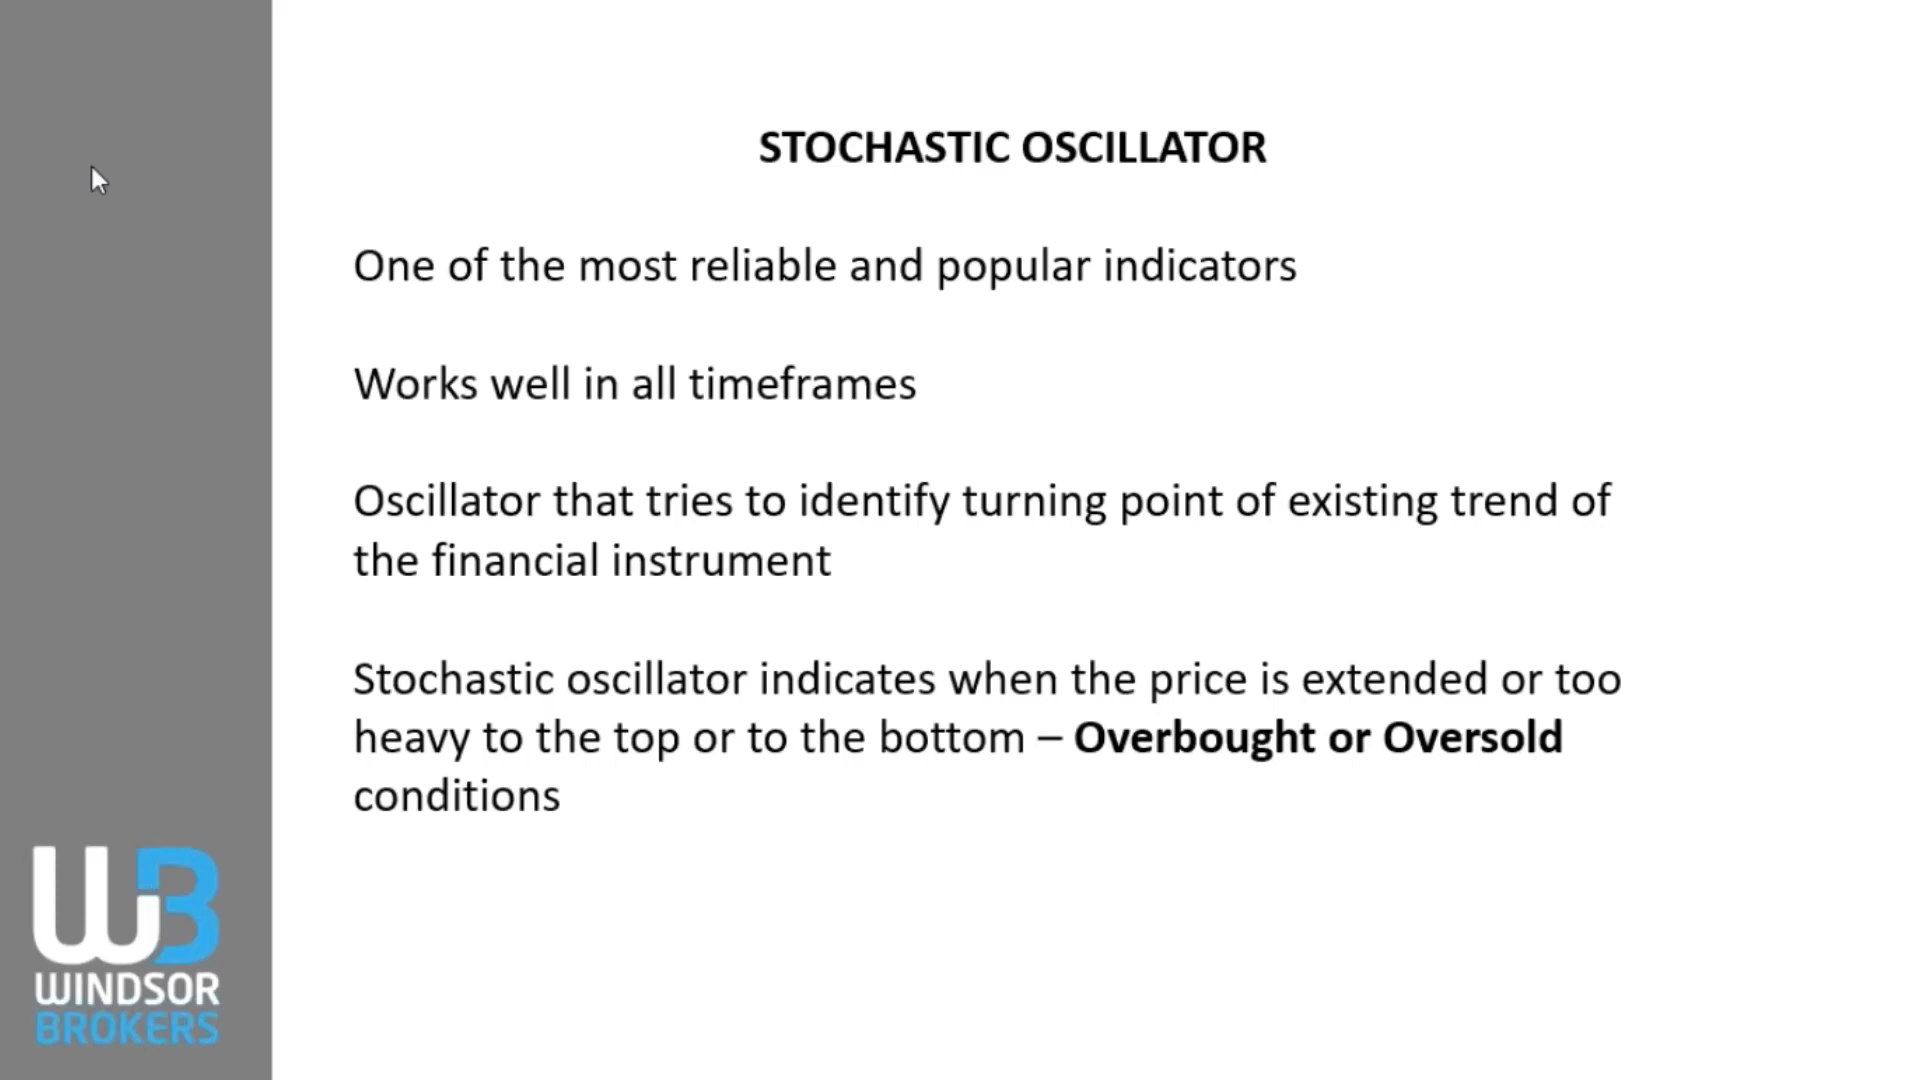 STOCHASTIC OSCILLATOR
One of the most reliable and popular indicators
Works well in all timeframes
Oscillator that tries to identify turning point of existing trend of
the financial instrument
Stochastic oscillator indicates when the price is extended or too
heavy to the top or to the bottom – Overbought or Oversold
conditions
WB
WINDSOR
BROKERS